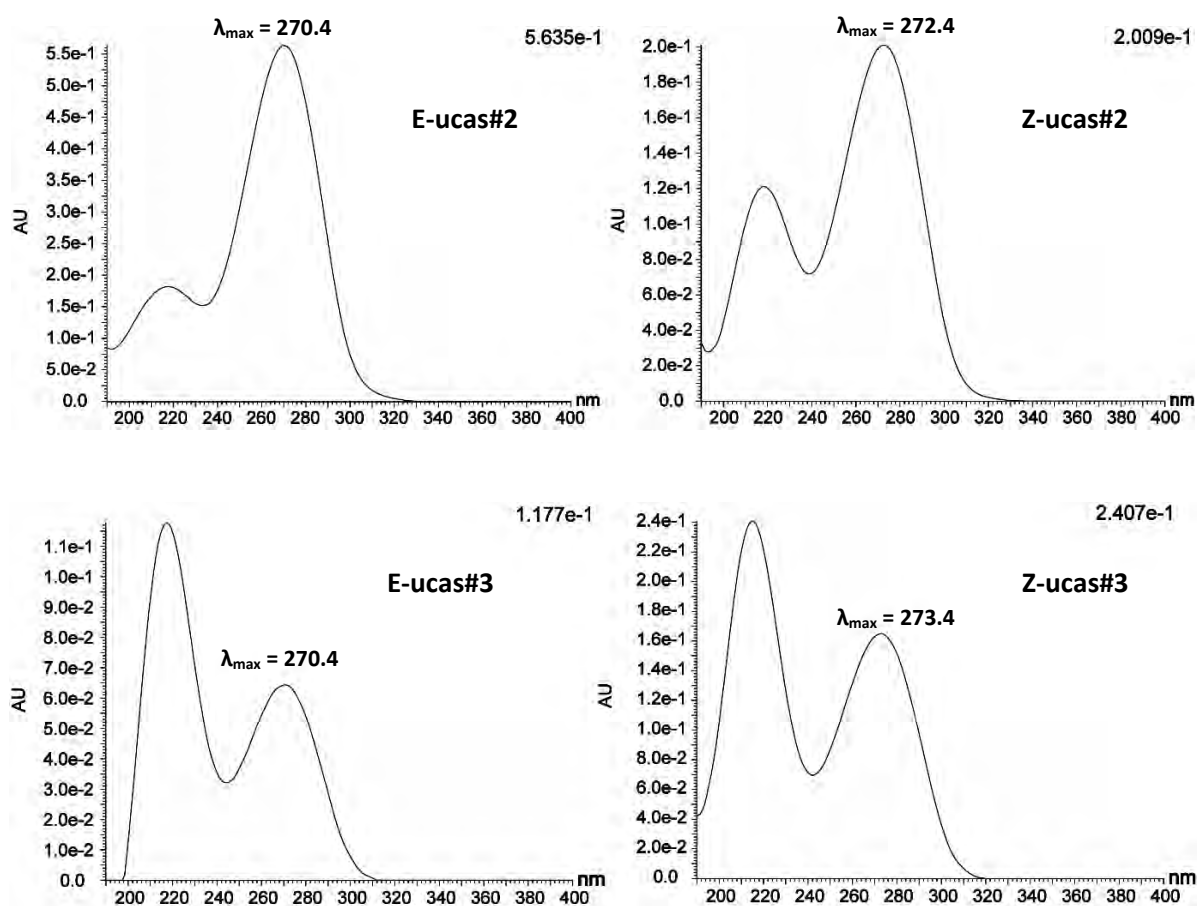 λmax = 270.4
5.635e-1
E-ucas#2
AU
5.5e-1
5.0e-1
4.5e-1
4.0e-1
3.5e-1
3.0e-1
2.5e-1
2.0e-1
1.5e-1
1.0e-1
5.0e-2
0.0
200 220 240 260 280 300 320 340 360 380 400 nm
λmax = 272.4
2.009e-1
Z-ucas#2
AU
2.0e-1
1.8e-1
1.6e-1
1.4e-1
1.2e-1
1.0e-1
8.0e-2
6.0e-2
4.0e-2
2.0e-2
0.0
200 220 240 260 280 300 320 340 360 380 400 nm
1.177e-1
E-ucas#3
λmax = 270.4
AU
1.1e-1
1.0e-1
9.0e-2
8.0e-2
7.0e-2
6.0e-2
5.0e-2
4.0e-2
3.0e-2
2.0e-2
1.0e-2
0.0
200 220 240 260 280 300 320 340 360 380 400 nm
2.407e-1
Z-ucas#3
λmax = 273.4
AU
2.4e-1
2.2e-1
2.0e-1
1.8e-1
1.6e-1
1.4e-1
1.2e-1
1.0e-1
8.0e-2
6.0e-2
4.0e-2
2.0e-2
0.0
200 220 240 260 280 300 320 340 360 380 400 nm